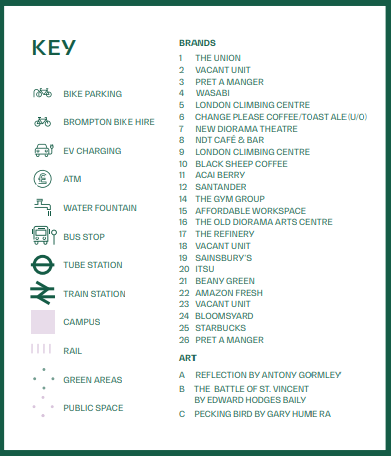 KEY
BIKE PARKING
BROMPTON BIKE HIRE
EV CHARGING
ATM
WATER FOUNTAIN
BUS STOP
TUBE STATION
TRAIN STATION
CAMPUS
RAIL
GREEN AREAS
PUBLIC SPACE
BRANDS
1 THE UNION
2 VACANT UNIT
3 PRET A MANGER
4 WASABI
5 LONDON CLIMBING CENTRE
6 CHANGE PLEASE COFFEE/TOAST ALE (U/O)
7 NEW DIORAMA THEATRE
8 NDT CAFÉ & BAR
9 LONDON CLIMBING CENTRE
10 BLACK SHEEP COFFEE
11 ACAI BERRY
12 SANTANDER
14 THE GYM GROUP
15 AFFORDABLE WORKSPACE
16 THE OLD DIORAMA ARTS CENTRE
17 THE REFINERY
18 VACANT UNIT
19 SAINSBURY'S
20 ITSU
21 BEANY GREEN
22 AMAZON FRESH
23 VACANT UNIT
24 BLOOMSYARD
25 STARBUCKS
26 PRET A MANGER
ART
A REFLECTION BY ANTONY GORMLEY
B THE BATTLE OF ST. VINCENT
BY EDWARD HODGES BAILY
C PECKING BIRD BY GARY HUME RA